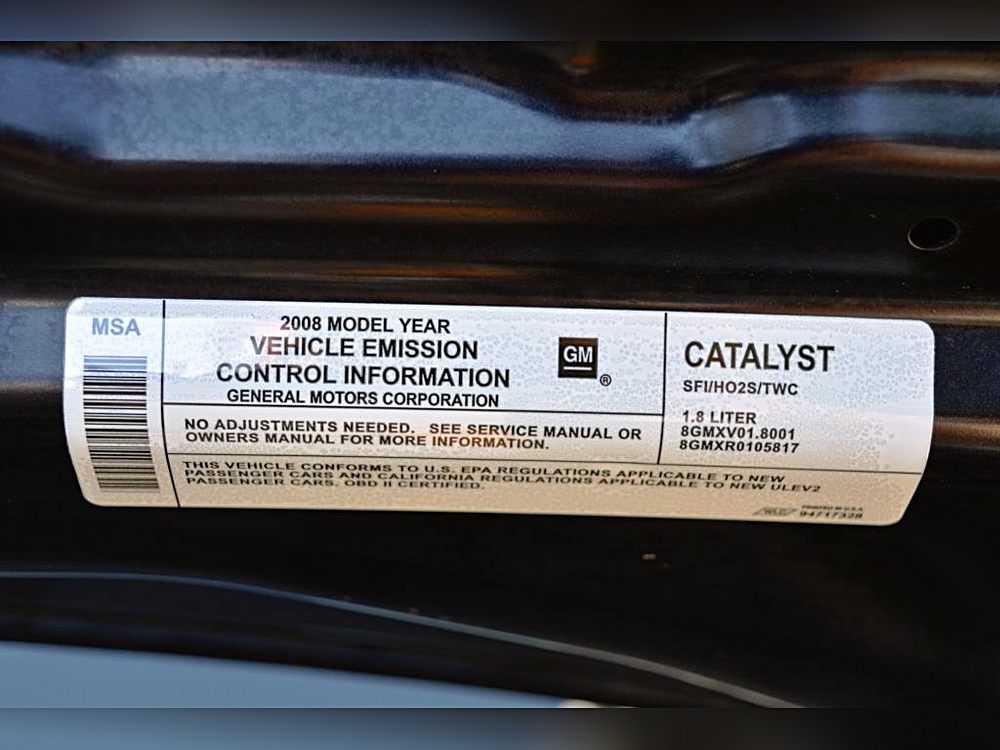 MSA
2008 MODEL YEAR
VEHICLE EMISSION
CONTROL INFORMATION
GENERAL MOTORS CORPORATION
GM
®
NO ADJUSTMENTS NEEDED. SEE SERVICE MANUAL OR
OWNERS MANUAL FOR MORE INFORMATION.
CATALYST
SFI/HO2S/TWC
1.8 LITER
8GMXV01.8001
8GMXR0105817
THIS VEHICLE CONFORMS TO U.S. EPA REGULATIONS APPLICABLE TO NEW
PASSENGER CARS AND CALIFORNIA REGULATIONS APPLICABLE TO NEW ULEV2
PASSENGER CARS. OBD II CERTIFIED.
PRINTED IN U.S.A.
94717328